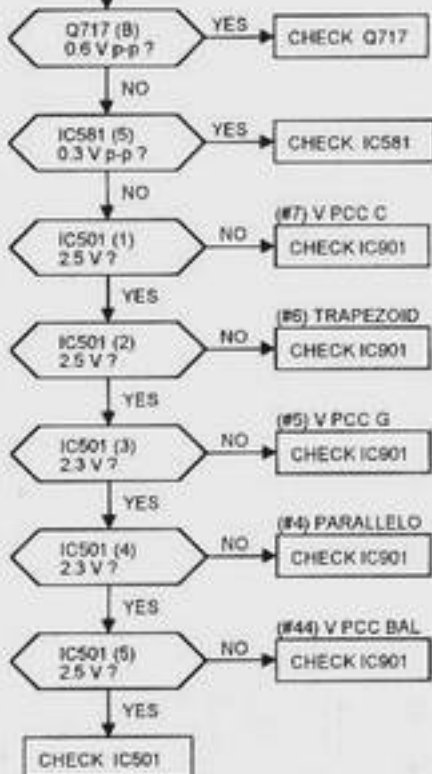 Q717 (B)
0.6 V p-p ?
YES
CHECK Q717
NO
IC581 (5)
0.3 V p-p ?
YES
CHECK IC581
NO
IC501 (1)
2.5 V ?
NO
(#7) V PCC C
CHECK IC901
YES
IC501 (2)
2.5 V ?
NO
(#6) TRAPEZOID
CHECK IC901
YES
IC501 (3)
2.3 V ?
NO
(#5) V PCC G
CHECK IC901
YES
IC501 (4)
2.3 V ?
NO
(#4) PARALLELO
CHECK IC901
YES
IC501 (5)
2.5 V ?
NO
(#44) V PCC BAL
CHECK IC901
YES
CHECK IC501